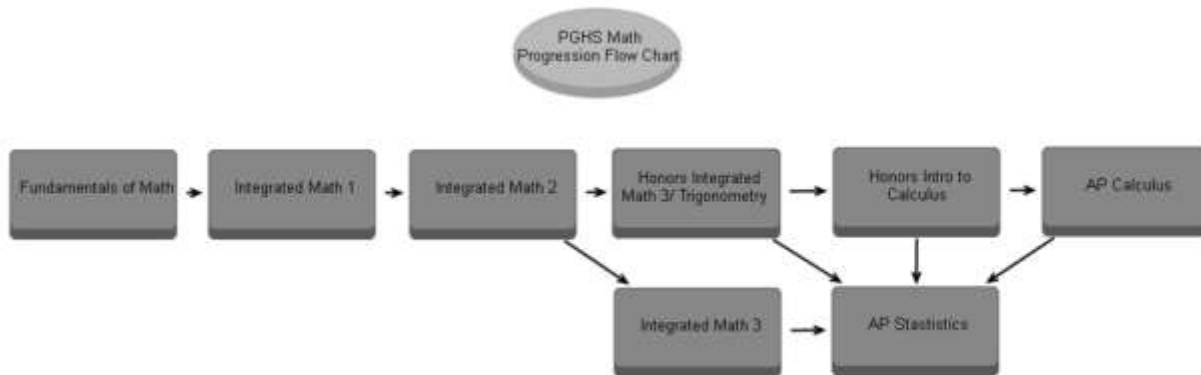 PGHS Math
Progression Flow Chart
Fundamentals of Math
Integrated Math 1
Integrated Math 2
Honors Integrated
Math 3/ Trigonometry
Honors Intro to
Calculus
AP Calculus
Integrated Math 3
AP Stastistics